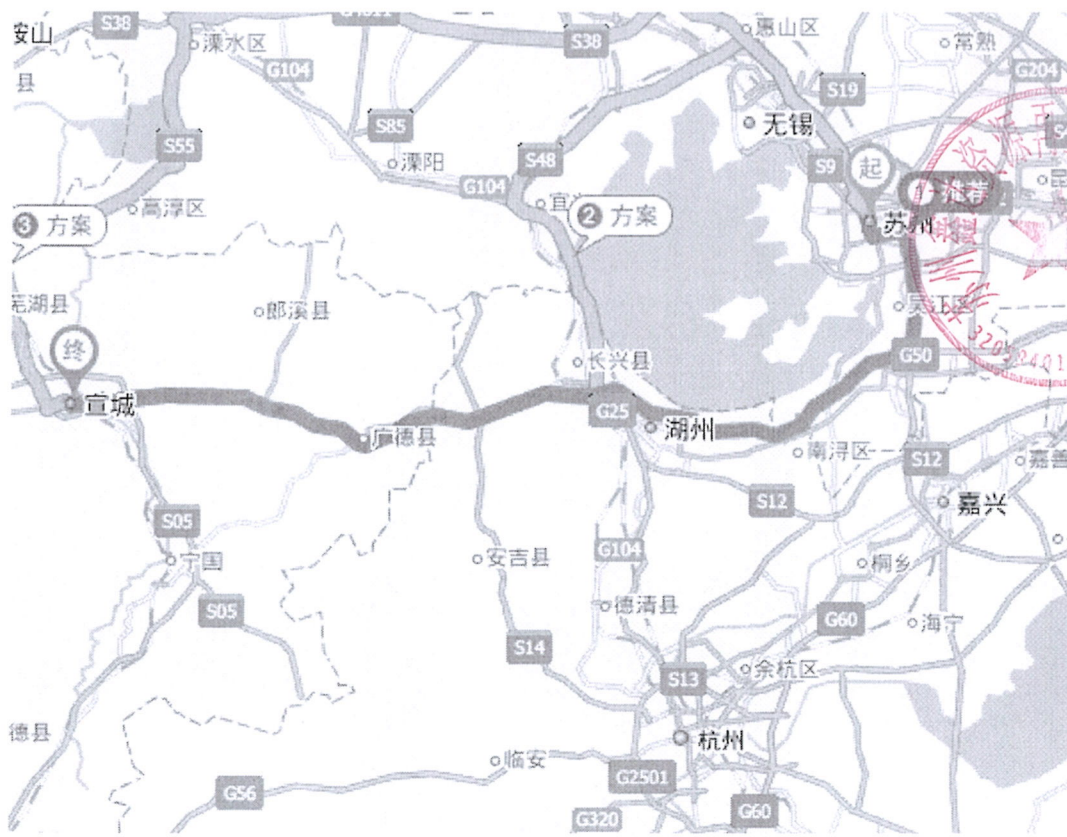 安山
S38
溧水区
S38
惠山区
常熟
县
G104
S19
G204
S85
无锡
S55
溧阳
S48
S9
起
G104
高淳区
② 方案
推荐
苏州
③ 方案
芜湖县
郎溪县
吴江区
终
长兴县
G50
宣城
G25
广德县
湖州
南浔区
S12
嘉善
S05
S12
嘉兴
宁国
安吉县
G104
桐乡
S05
德清县
G60
海宁
S14
余杭区
S13
德县
杭州
临安
G56
G2501
G60
G320